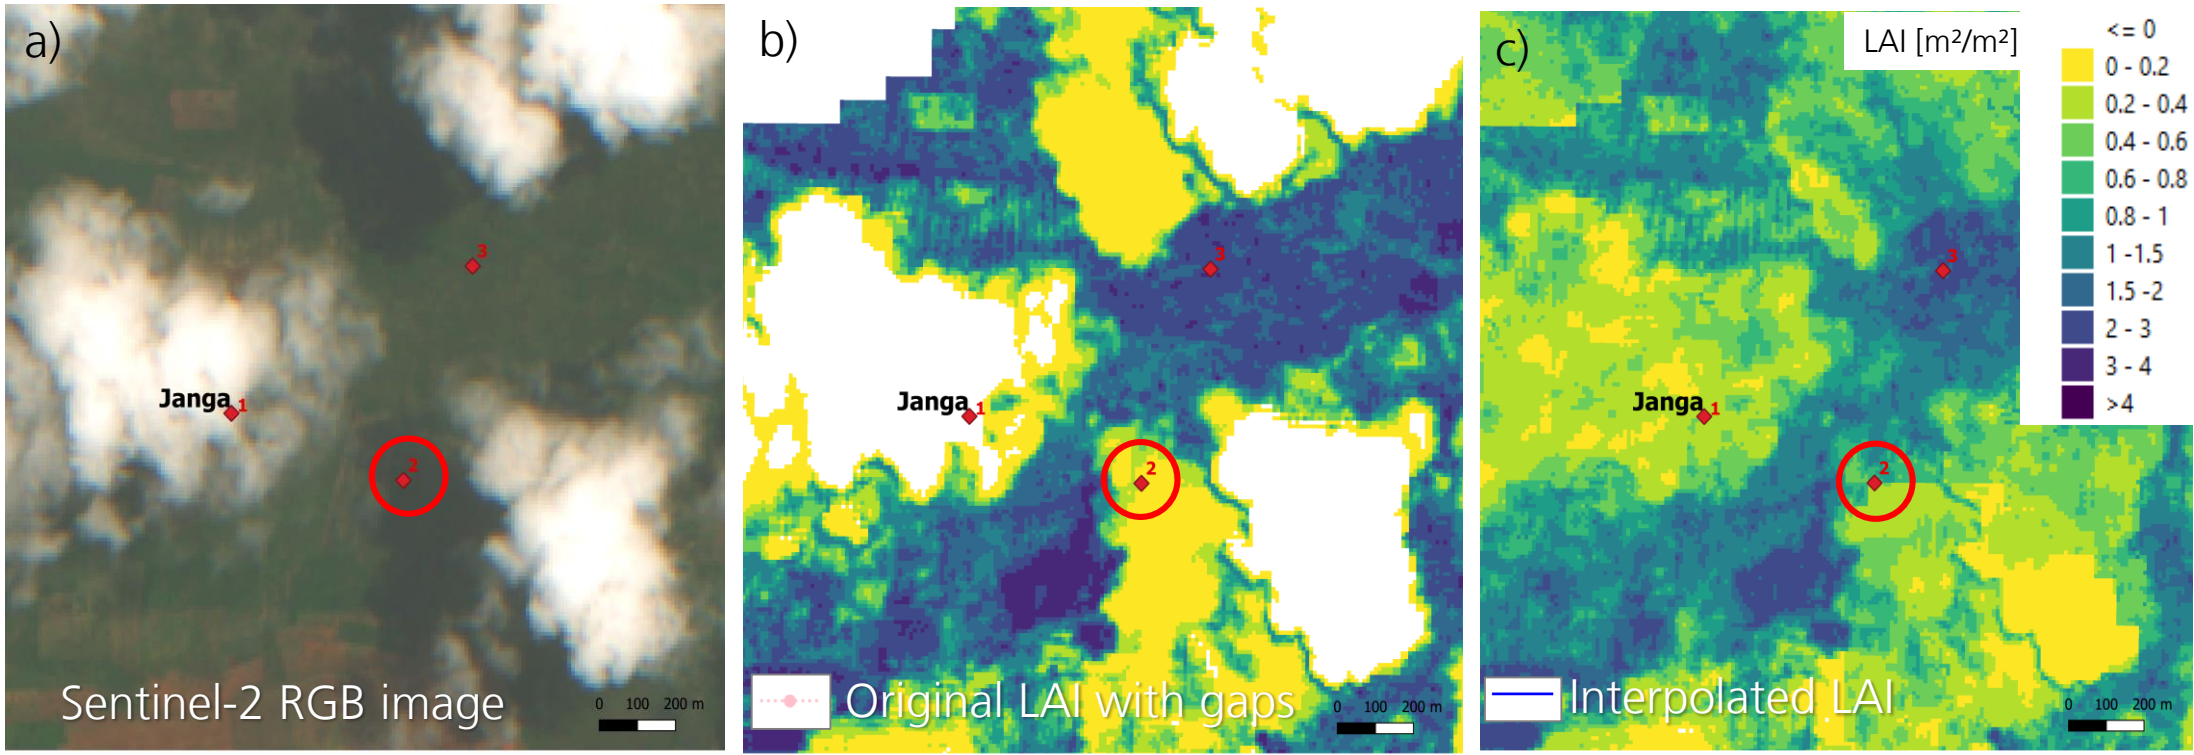 a)
3
Janga
1
2
Sentinel-2 RGB image
0 100 200 m
b)
3
Janga
1
2
Original LAI with gaps
0 100 200 m
c)
LAI [m²/m²]
3
Janga
1
2
Interpolated LAI
0 100 200 m
<= 0
0 - 0.2
0.2 - 0.4
0.4 - 0.6
0.6 - 0.8
0.8 - 1
1 -1.5
1.5 -2
2 - 3
3 - 4
>4